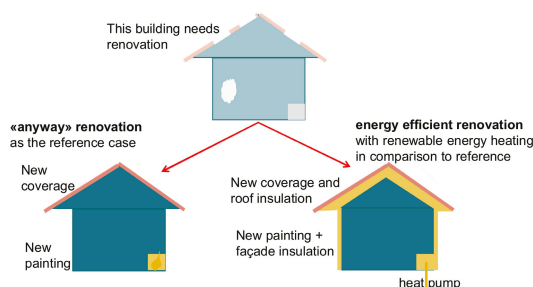 This building needs
renovation
«anyway» renovation
as the reference case
energy efficient renovation
with renewable energy heating
in comparison to reference
New
coverage
New
painting
New coverage and
roof insulation
New painting +
façade insulation
heat pump